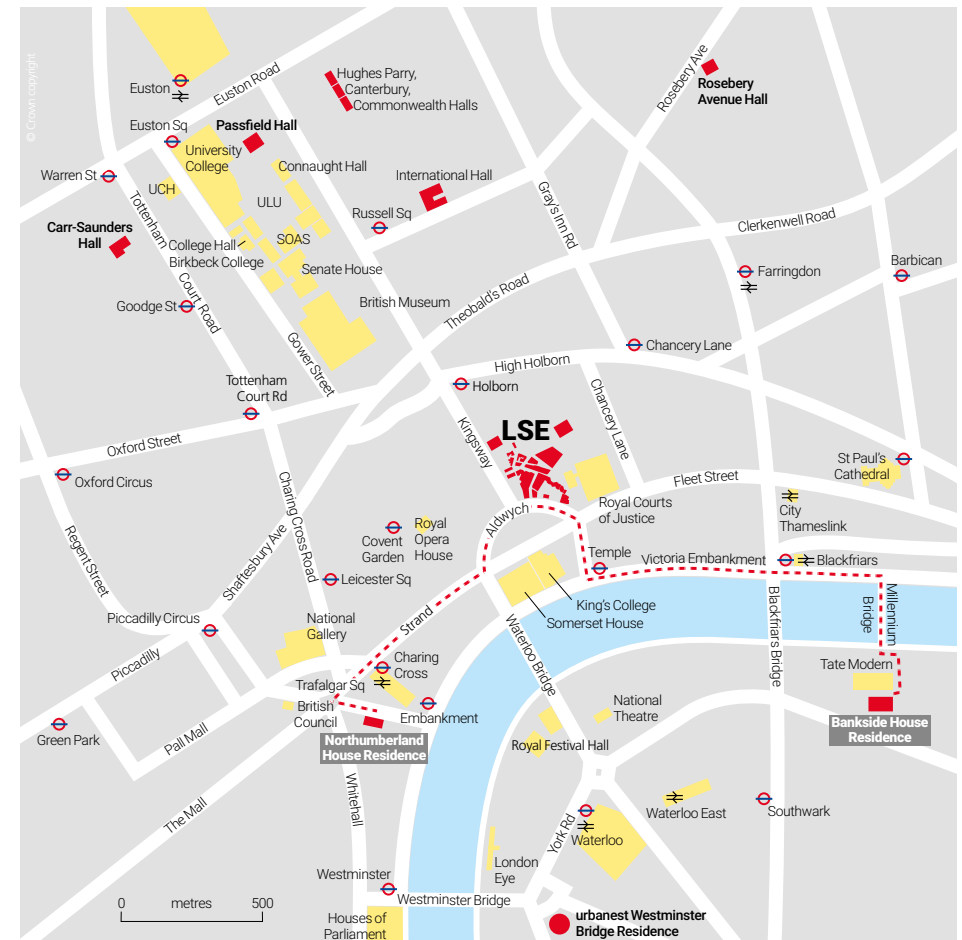 © Crown copyright
Euston
Euston Road
Hughes Parry,
Canterbury,
Commonwealth Halls
Rosebery Ave
Rosebery
Avenue Hall
Euston Sq
Passfield Hall
University
College
Connaught Hall
Warren St
UCH
ULU
International Hall
Russell Sq
Gray's Inn Rd
Clerkenwell Road
Carr-Saunders
Hall
Tottenham
Court Road
College Hall
Birkbeck College
SOAS
Senate House
Farringdon
Barbican
Goodge St
British Museum
Theobald's Road
Gower Street
Chancery Lane
High Holborn
Holborn
Tottenham
Court Rd
Chancery Lane
Oxford Street
Kingsway
LSE
Oxford Circus
Charing Cross Road
St Paul's
Cathedral
Fleet Street
Royal Courts
of Justice
City
Thameslink
Aldwych
Regent Street
Shaftesbury Ave
Covent
Garden
Royal
Opera
House
Temple
Victoria Embankment
Blackfriars
Leicester Sq
King's College
Somerset House
Strand
Waterloo Bridge
Blackfriars Bridge
Millennium
Bridge
Piccadilly Circus
National
Gallery
Piccadilly
Charing
Cross
Trafalgar Sq
Tate Modern
British
Council
Embankment
National
Theatre
Bankside House
Residence
Green Park
Pall Mall
Northumberland
House Residence
Royal Festival Hall
The Mall
Whitehall
Waterloo East
Southwark
York Rd
Waterloo
London
Eye
Westminster
Westminster Bridge
0 metres 500
Houses of
Parliament
urbanest Westminster
Bridge Residence